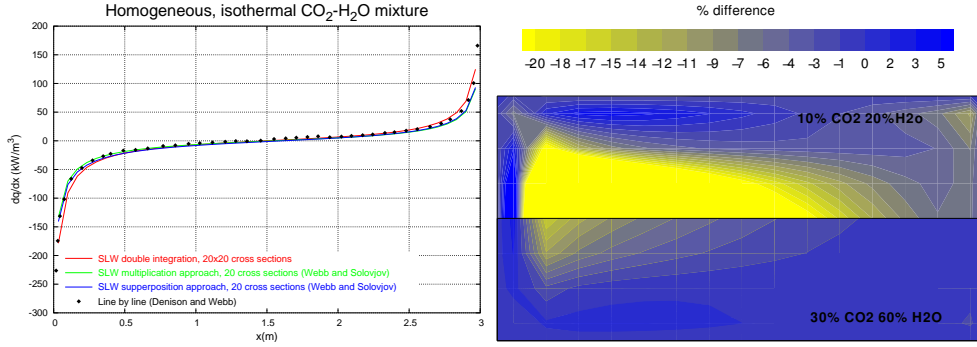 Homogeneous, isothermal CO2-H2O mixture
200
150
100
50
0
-50
-100
-150
-200
-250
-300
dq/dx (kW/m3)
SLW double integration, 20x20 cross sections
SLW multiplication approach, 20 cross sections (Webb and Solovjov)
SLW supperposition approach, 20 cross sections (Webb and Solovjov)
Line by line (Denison and Webb)
0 0.5 1 1.5 2 2.5 3
x(m)
% difference
-20 -18 -17 -15 -13 -11 -9 -7 -6 -4 -2 0 1 3 5
10% CO2 20%H2o
30% CO2 60% H2O